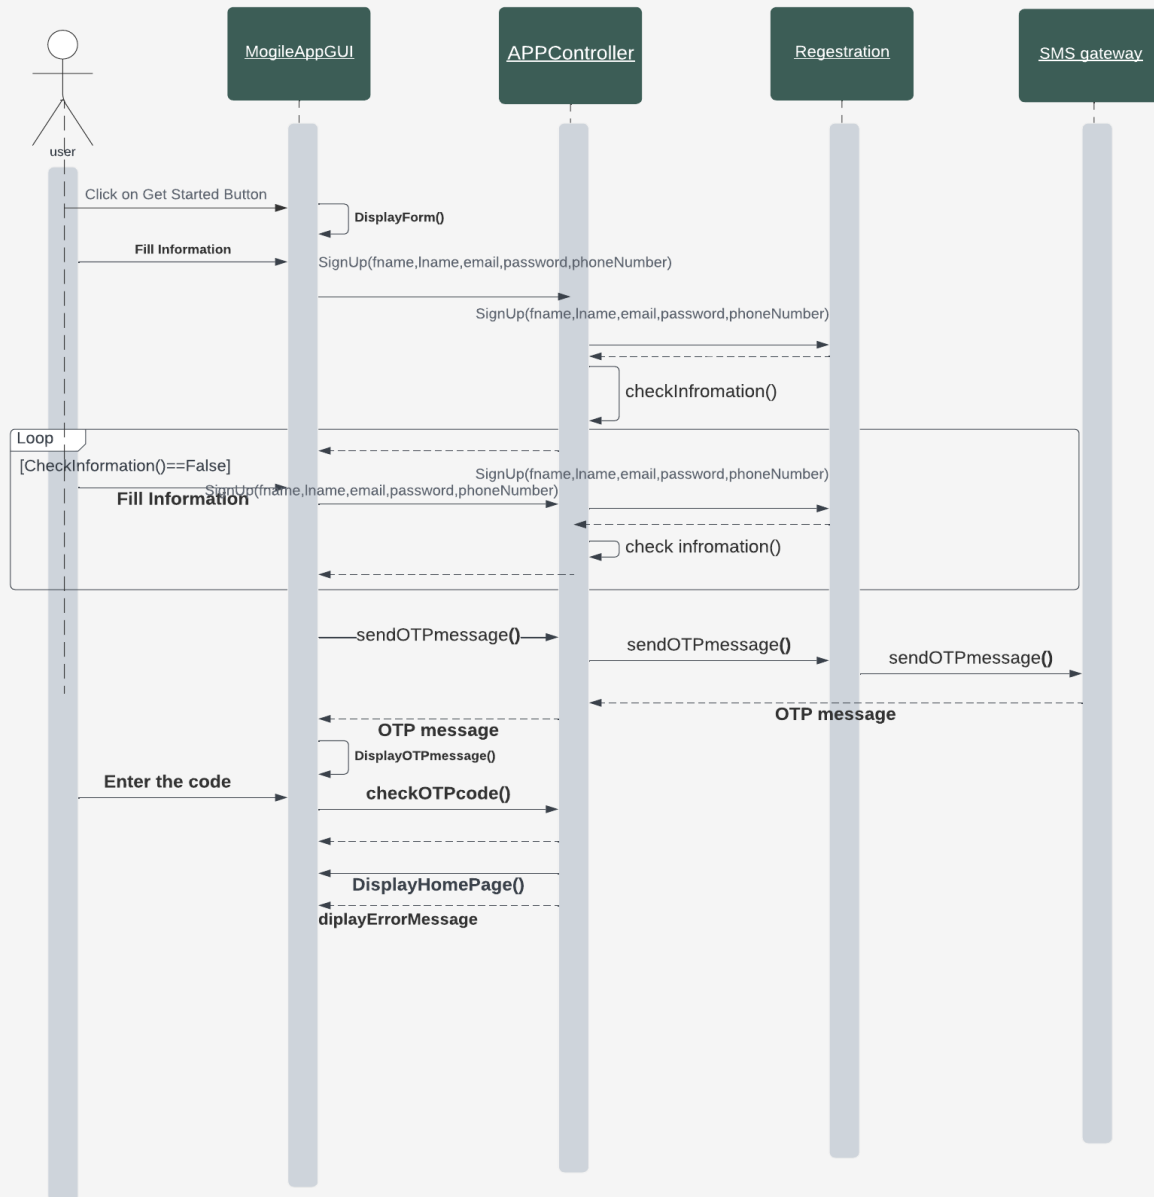 MogileAppGUI
APPController
Regestration
SMS gateway
user
Click on Get Started Button
DisplayForm()
Fill Information
SignUp(fname,lname,email,password,phoneNumber)
SignUp(fname,lname,email,password,phoneNumber)
checkInfromation()
Loop
[CheckInformation()==False]
SignUp(fname,lname,email,password,phoneNumber)
SignUp(fname,lname,email,password,phoneNumber)
Fill Information
check infromation()
sendOTPmessage()
sendOTPmessage()
sendOTPmessage()
OTP message
OTP message
DisplayOTPmessage()
Enter the code
checkOTPcode()
DisplayHomePage()
diplayErrorMessage